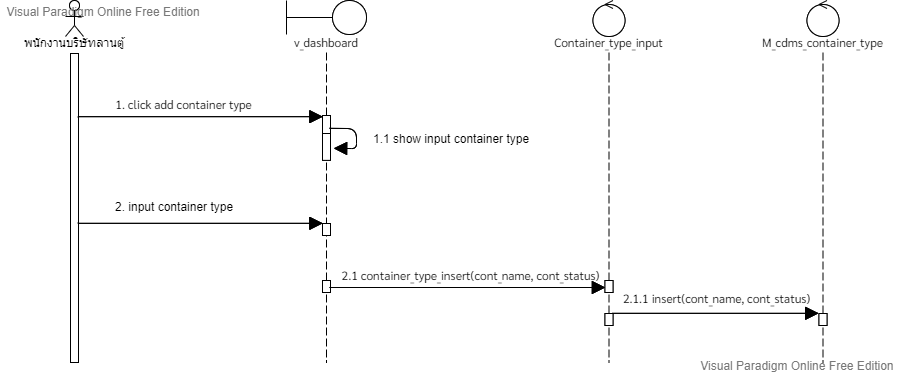 Visual Paradigm Online Free Edition
พนักงานบริษัทลานตู้
v_dashboard
Container_type_input
M_cdms_container_type
1. click add container type
1.1 show input container type
2. input container type
2.1 container_type_insert(cont_name, cont_status)
2.1.1 insert(cont_name, cont_status)
Visual Paradigm Online Free Edition